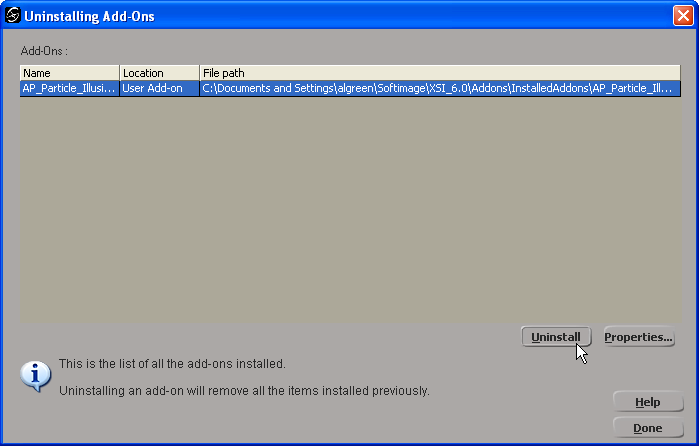 Uninstalling Add-Ons
Add-Ons :
Name Location File path
AP_Particle_Illusi... User Add-on C:\Documents and Settings\algreen\Softimage\XSI_6.0\Addons\InstalledAddons\AP_Particle_Ill...
Uninstall Properties...
This is the list of all the add-ons installed.
Uninstalling an add-on will remove all the items installed previously.
Help
Done